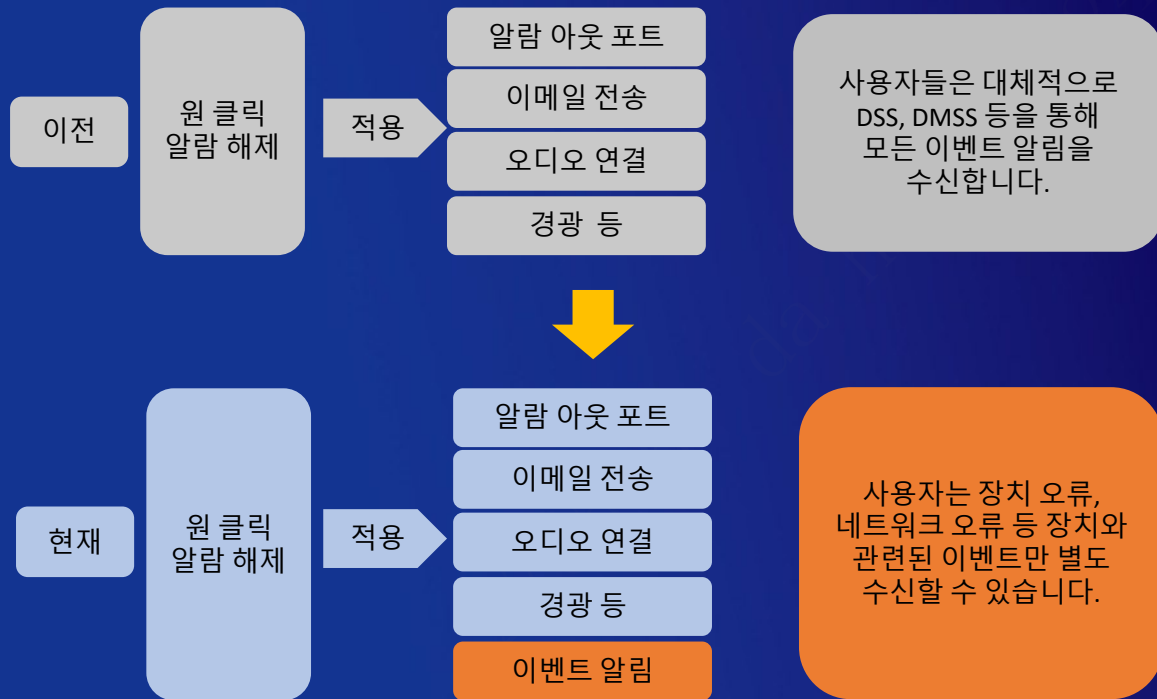 이전
원 클릭
알람 해제
적용
알람 아웃 포트
이메일 전송
오디오 연결
경광 등
사용자들은 대체적으로
DSS, DMSS 등을 통해
모든 이벤트 알림을
수신합니다.
현재
원 클릭
알람 해제
적용
알람 아웃 포트
이메일 전송
오디오 연결
경광 등
이벤트 알림
사용자는 장치 오류,
네트워크 오류 등 장치와
관련된 이벤트만 별도
수신할 수 있습니다.